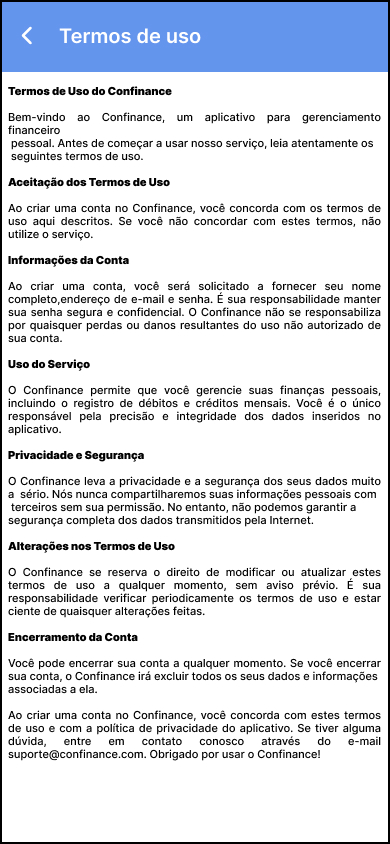 Termos de uso
Termos de Uso do Confinance
Bem-vindo ao Confinance, um aplicativo para gerenciamento
financeiro
pessoal. Antes de começar a usar nosso serviço, leia atentamente os
seguintes termos de uso.
Aceitação dos Termos de Uso
Ao criar uma conta no Confinance, você concorda com os termos de
uso aqui descritos. Se você não concordar com estes termos, não
utilize o serviço.
Informações da Conta
Ao criar uma conta, você será solicitado a fornecer seu nome
completo,endereço de e-mail e senha. É sua responsabilidade manter
sua senha segura e confidencial. O Confinance não se responsabiliza
por quaisquer perdas ou danos resultantes do uso não autorizado de
sua conta.
Uso do Serviço
O Confinance permite que você gerencie suas finanças pessoais,
incluindo o registro de débitos e créditos mensais. Você é o único
responsável pela precisão e integridade dos dados inseridos no
aplicativo.
Privacidade e Segurança
O Confinance leva a privacidade e a segurança dos seus dados muito
a sério. Nós nunca compartilharemos suas informações pessoais com
terceiros sem sua permissão. No entanto, não podemos garantir a
segurança completa dos dados transmitidos pela Internet.
Alterações nos Termos de Uso
O Confinance se reserva o direito de modificar ou atualizar estes
termos de uso a qualquer momento, sem aviso prévio. É sua
responsabilidade verificar periodicamente os termos de uso e estar
ciente de quaisquer alterações feitas.
Encerramento da Conta
Você pode encerrar sua conta a qualquer momento. Se você encerrar
sua conta, o Confinance irá excluir todos os seus dados e informações
associadas a ela.
Ao criar uma conta no Confinance, você concorda com estes termos
de uso e com a política de privacidade do aplicativo. Se tiver alguma
dúvida, entre em contato conosco através do e-mail
suporte@confinance.com. Obrigado por usar o Confinance!